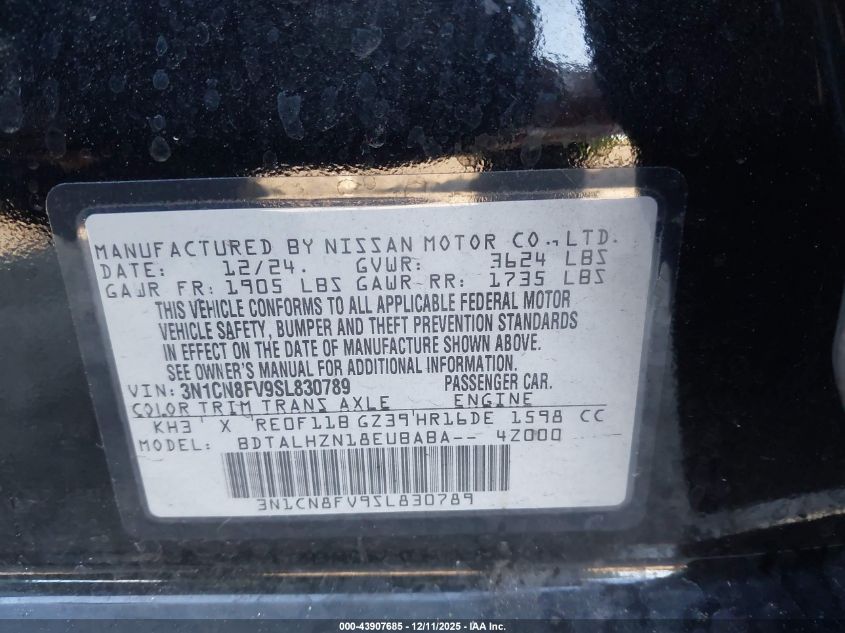 MANUFACTURED BY NISSAN MOTOR CO., LTD.
DATE: 12/24. GVWR: 3624 LBS
GAWR FR: 1905 LBS GAWR RR: 1735 LBS
THIS VEHICLE CONFORMS TO ALL APPLICABLE FEDERAL MOTOR
VEHICLE SAFETY, BUMPER AND THEFT PREVENTION STANDARDS
IN EFFECT ON THE DATE OF MANUFACTURE SHOWN ABOVE.
SEE OWNER'S MANUAL FOR ADDITIONAL INFORMATION.
VIN: 3N1CN8FV9SL830789 PASSENGER CAR.
COLOR TRIM TRANS AXLE ENGINE
KH3 X RE0F11B GZ39 HR16DE 1598 CC
MODEL: BDTALHZN18EUBABA-- 4Z000
3N1CN8FV9SL830789
000-43907685 - 12/11/2025 - IAA Inc.